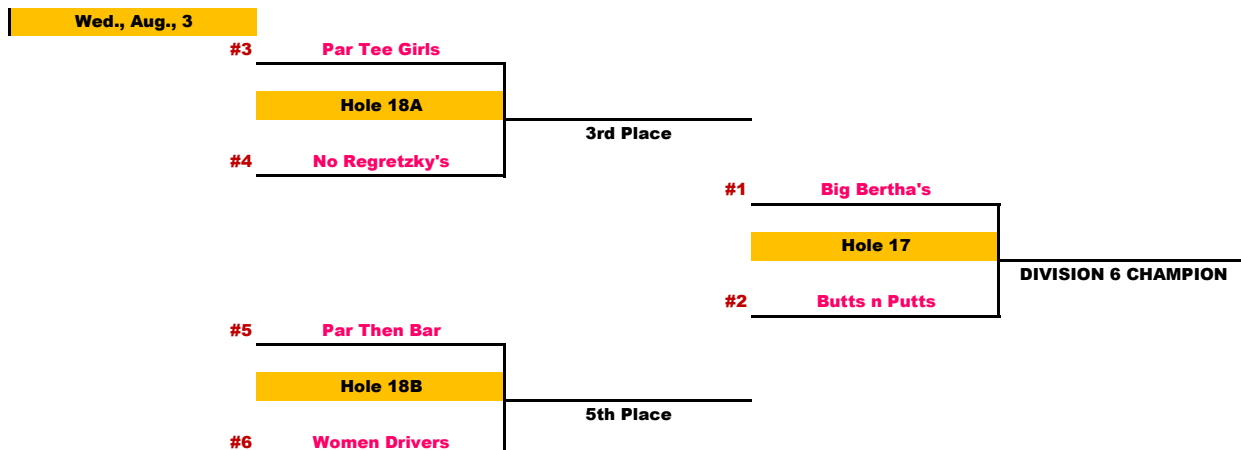 Wed., Aug., 3
#3 Par Tee Girls
Hole 18A
3rd Place
#4 No Regretzky's
#1 Big Bertha's
Hole 17
DIVISION 6 CHAMPION
#2 Butts n Putts
#5 Par Then Bar
Hole 18B
5th Place
#6 Women Drivers